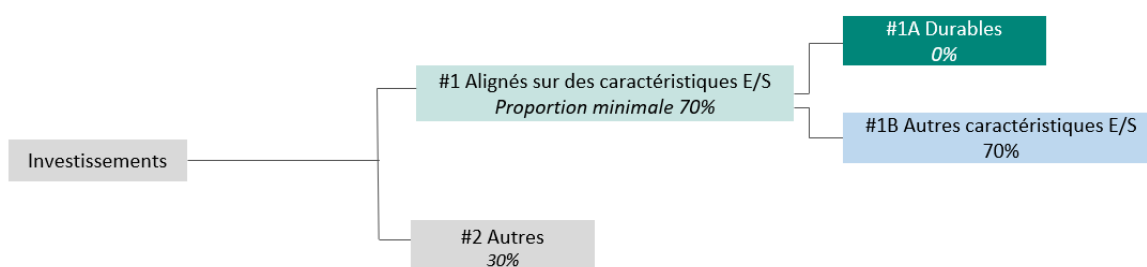 #1A Durables
0%
#1 Alignés sur des caractéristiques E/S
Proportion minimale 70%
#1B Autres caractéristiques E/S
70%
Investissements
#2 Autres
30%